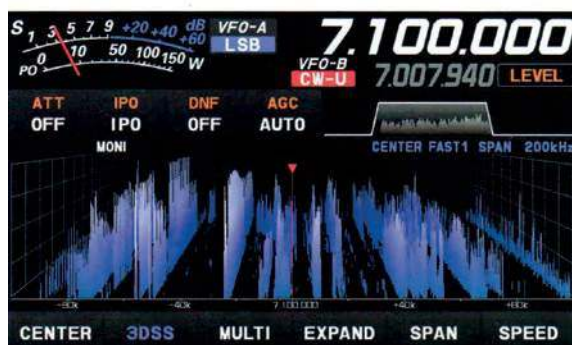 S 1 3 5 7 9 +20 +40 +60 dB
PO 0 10 50 100 150 W
VFO-A
LSB
7.100.000
VFO-B
CW-U
7.007.940
LEVEL
ATT IPO DNF AGC
OFF IPO OFF AUTO
MONI
CENTER FAST1 SPAN 200kHz
-80k -40k 7.100.000 +40k +80k
CENTER 3DSS MULTI EXPAND SPAN SPEED